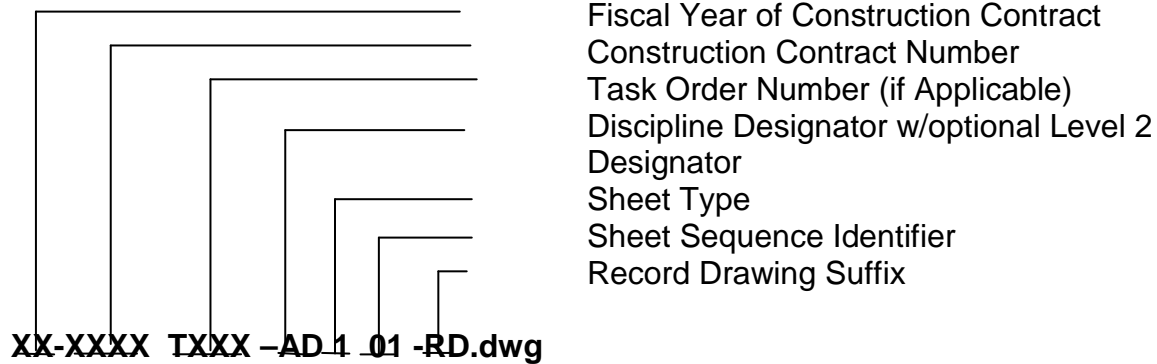 Fiscal Year of Construction Contract
Construction Contract Number
Task Order Number (if Applicable)
Discipline Designator w/optional Level 2
Designator
Sheet Type
Sheet Sequence Identifier
Record Drawing Suffix
XX-XXXX TXXX –AD 1 01 -RD.dwg